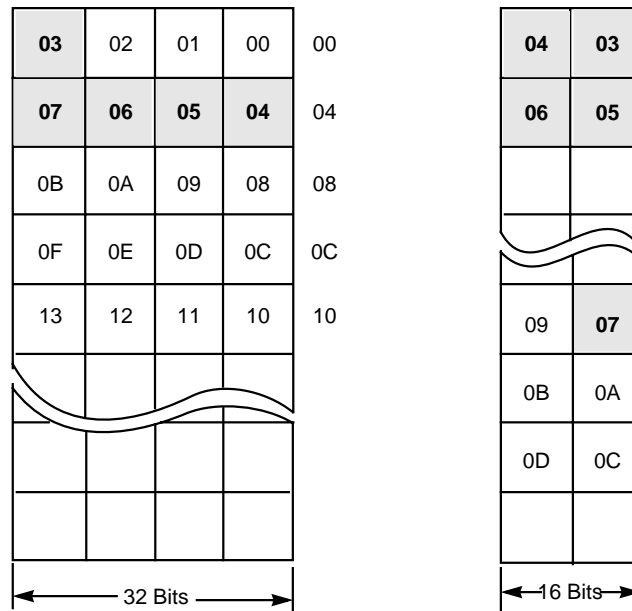 03 02 01 00 00
07 06 05 04 04
0B 0A 09 08 08
0F 0E 0D 0C 0C
13 12 11 10 10
32 Bits
04 03
06 05
09 07
0B 0A
0D 0C
16 Bits